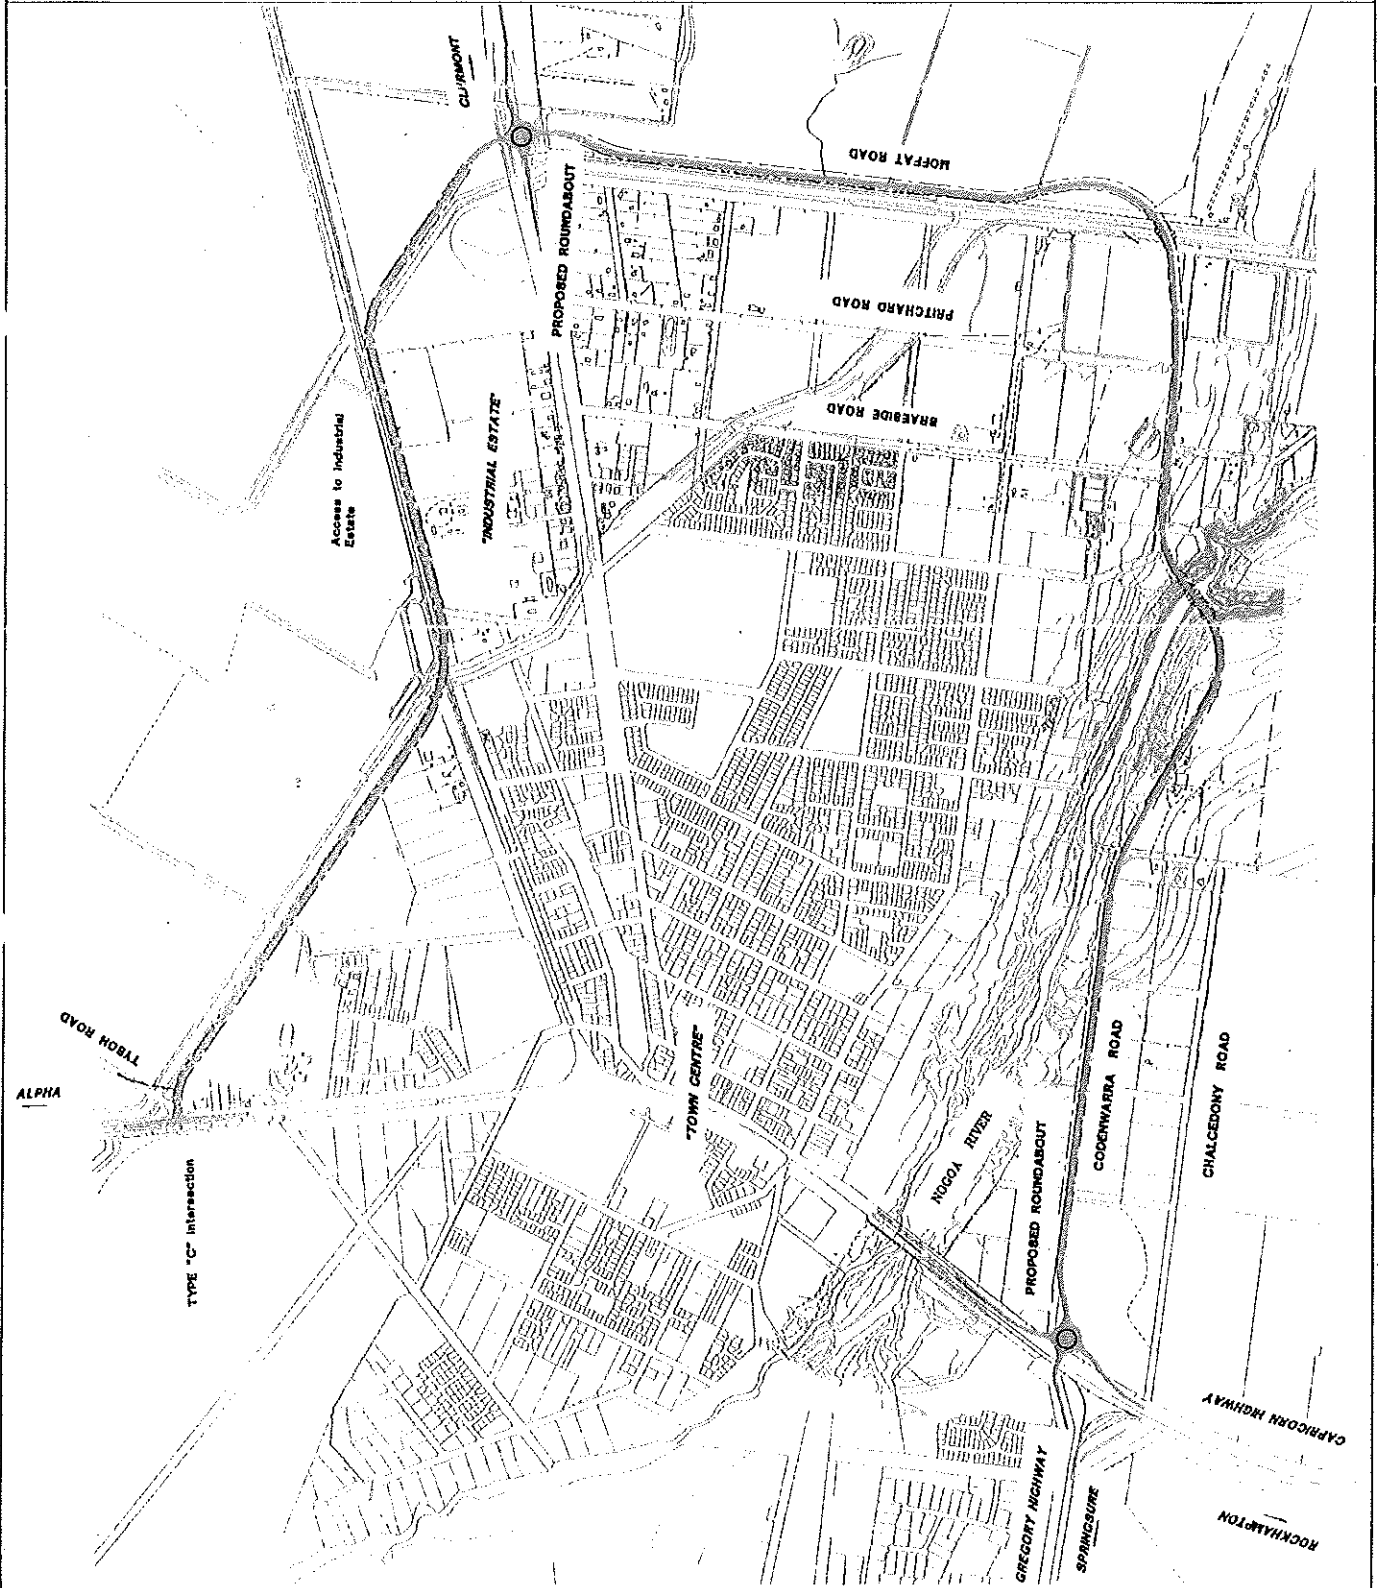 CLERMONT
PROPOSED ROUNDABOUT
MOFFAT ROAD
PRITCHARD ROAD
BRAESIDE ROAD
Access to Industrial
Estate
"INDUSTRIAL ESTATE"
TYSON ROAD
ALPHA
TYPE "C" Intersection
"TOWN CENTRE"
NOGOA RIVER
PROPOSED ROUNDABOUT
CODENWARRA ROAD
CHALCEDONY ROAD
GREGORY HIGHWAY
SPRINGSURE
CAPRICORN HIGHWAY
ROCKHAMPTON